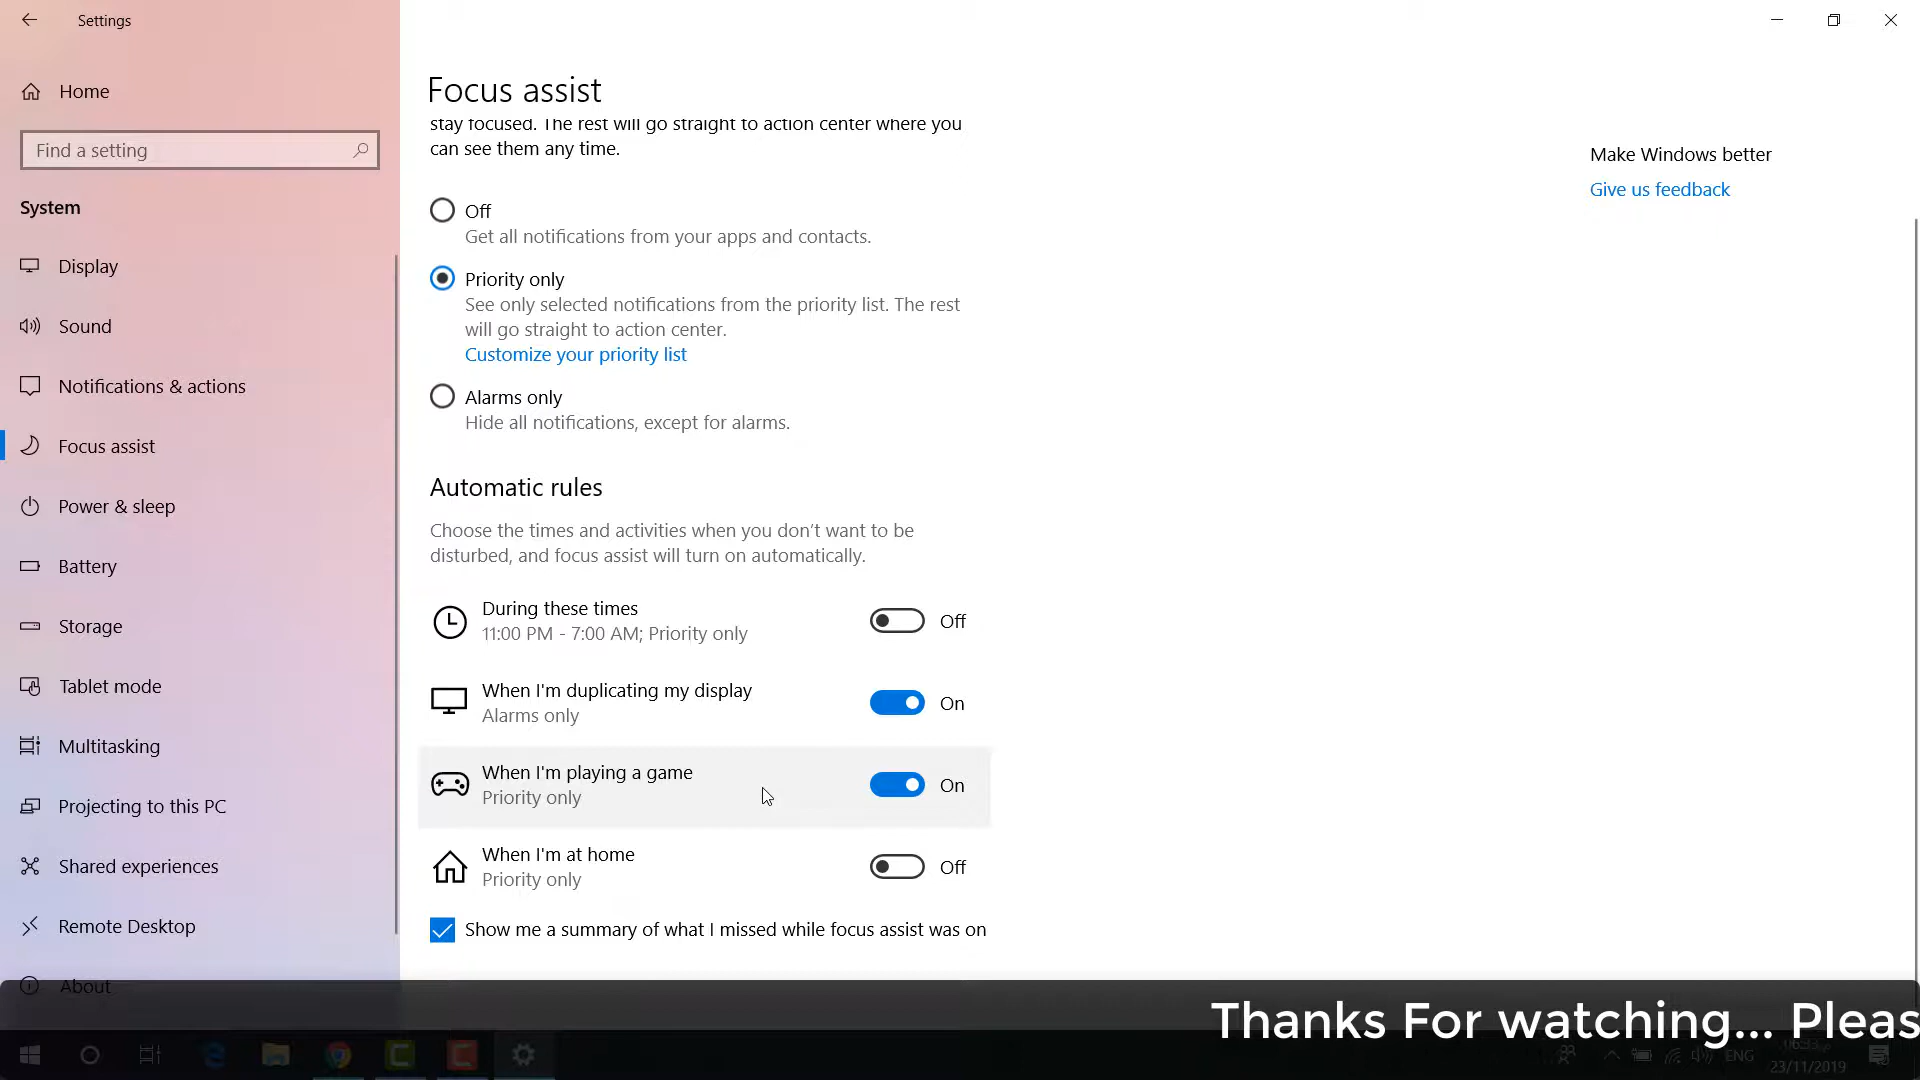 Settings
Home
Find a setting
System
Display
Sound
Notifications & actions
Focus assist
Power & sleep
Battery
Storage
Tablet mode
Multitasking
Projecting to this PC
Shared experiences
Remote Desktop
About
Focus assist
stay focused. The rest will go straight to action center where you
can see them any time.
Off
Get all notifications from your apps and contacts.
Priority only
See only selected notifications from the priority list. The rest
will go straight to action center.
Customize your priority list
Alarms only
Hide all notifications, except for alarms.
Automatic rules
Choose the times and activities when you don’t want to be
disturbed, and focus assist will turn on automatically.
During these times
11:00 PM - 7:00 AM; Priority only
Off
When I'm duplicating my display
Alarms only
On
When I'm playing a game
Priority only
On
When I'm at home
Priority only
Off
Show me a summary of what I missed while focus assist was on
Make Windows better
Give us feedback
Thanks For watching... Pleas
ENG
23/11/2019